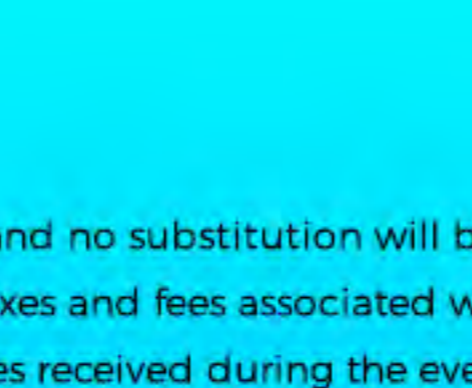 and no substitution will b
xes and fees associated w
es received during the eve